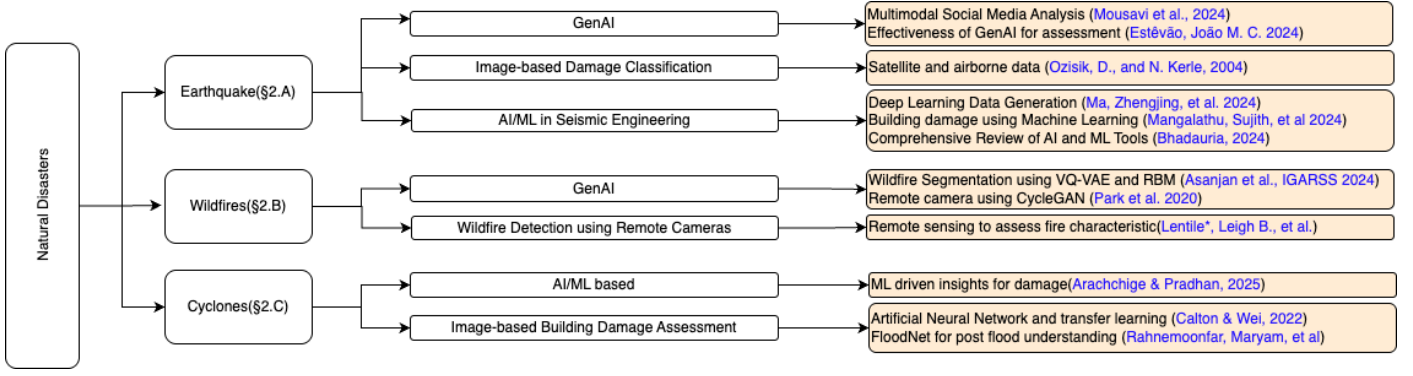 Natural Disasters
Earthquake(§2.A)
GenAI
Multimodal Social Media Analysis (Mousavi et al., 2024)
Effectiveness of GenAI for assessment (Estêvão, João M. C. 2024)
Image-based Damage Classification
Satellite and airborne data (Ozisik, D., and N. Kerle, 2004)
AI/ML in Seismic Engineering
Deep Learning Data Generation (Ma, Zhengjing, et al. 2024)
Building damage using Machine Learning (Mangalathu, Sujith, et al 2024)
Comprehensive Review of AI and ML Tools (Bhadauria, 2024)
Wildfires(§2.B)
GenAI
Wildfire Segmentation using VQ-VAE and RBM (Asanjan et al., IGARSS 2024)
Remote camera using CycleGAN (Park et al. 2020)
Wildfire Detection using Remote Cameras
Remote sensing to assess fire characteristic(Lentile*, Leigh B., et al.)
Cyclones(§2.C)
AI/ML based
ML driven insights for damage(Arachchige & Pradhan, 2025)
Image-based Building Damage Assessment
Artificial Neural Network and transfer learning (Calton & Wei, 2022)
FloodNet for post flood understanding (Rahnemoonfar, Maryam, et al)